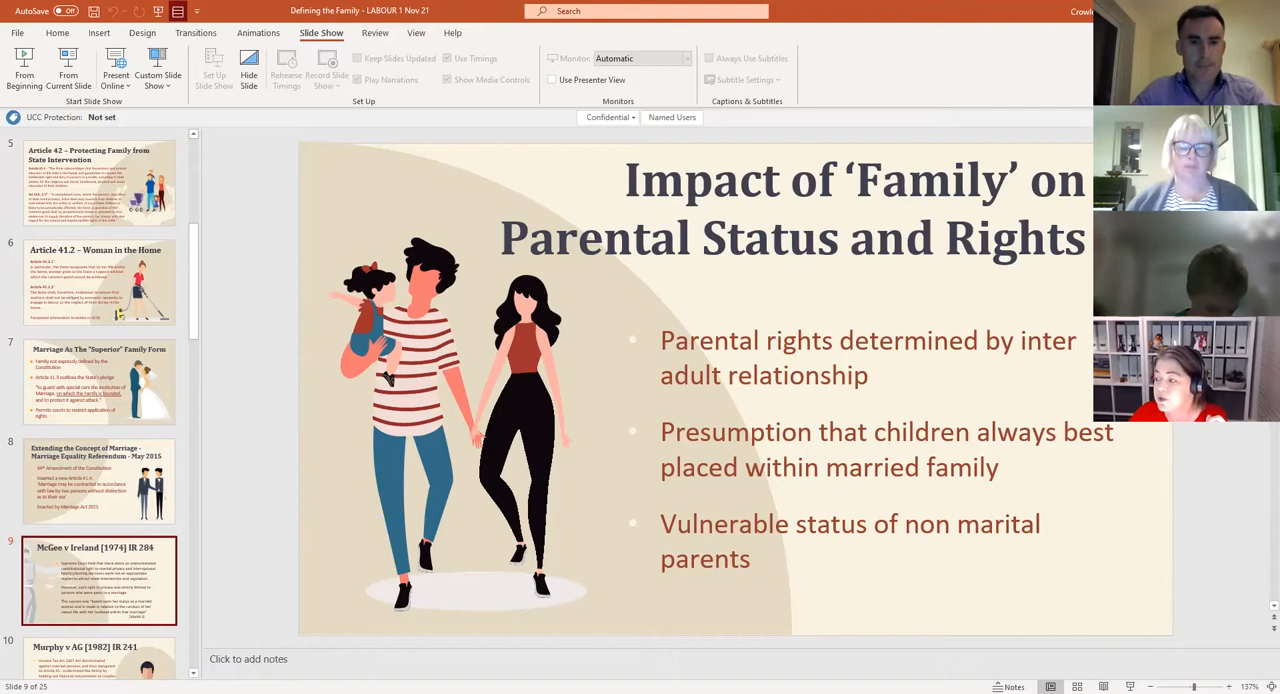 AutoSave Off
Defining the Family - LABOUR 1 Nov 21
Search
Crowle
File Home Insert Design Transitions Animations Slide Show Review View Help
From Beginning
From Current Slide
Present Online
Custom Slide Show
Start Slide Show
Set Up Slide Show
Hide Slide
Rehearse Timings
Record Slide Show
Keep Slides Updated
Play Narrations
Use Timings
Show Media Controls
Set Up
Monitor: Automatic
Use Presenter View
Monitors
Always Use Subtitles
Subtitle Settings
Captions & Subtitles
UCC Protection: Not set
Confidential
Named Users
5
Article 42 – Protecting Family from
State Intervention
6
Article 41.2 – Woman in the Home
Article 41.2.1°
Article 41.2.2°
7
Marriage As The "Superior" Family Form
Family not expressly defined by the
Constitution
Article 41.3 outlines the State's pledge
"to guard with special care the institution of
Marriage, on which the Family is founded,
and to protect it against attack."
Permits courts to restrict application of
rights.
8
Extending the Concept of Marriage -
Marriage Equality Referendum - May 2015
34th Amendment of the Constitution
Inserted a new Article 41.4:
'Marriage may be contracted in accordance
with law by two persons without distinction
as to their sex'
Enacted by Marriage Act 2015
9
McGee v Ireland [1974] IR 284
10
Murphy v AG [1982] IR 241
Impact of ‘Family’ on
Parental Status and Rights
Parental rights determined by inter
adult relationship
Presumption that children always best
placed within married family
Vulnerable status of non marital
parents
Click to add notes
Slide 9 of 25
Notes
137%